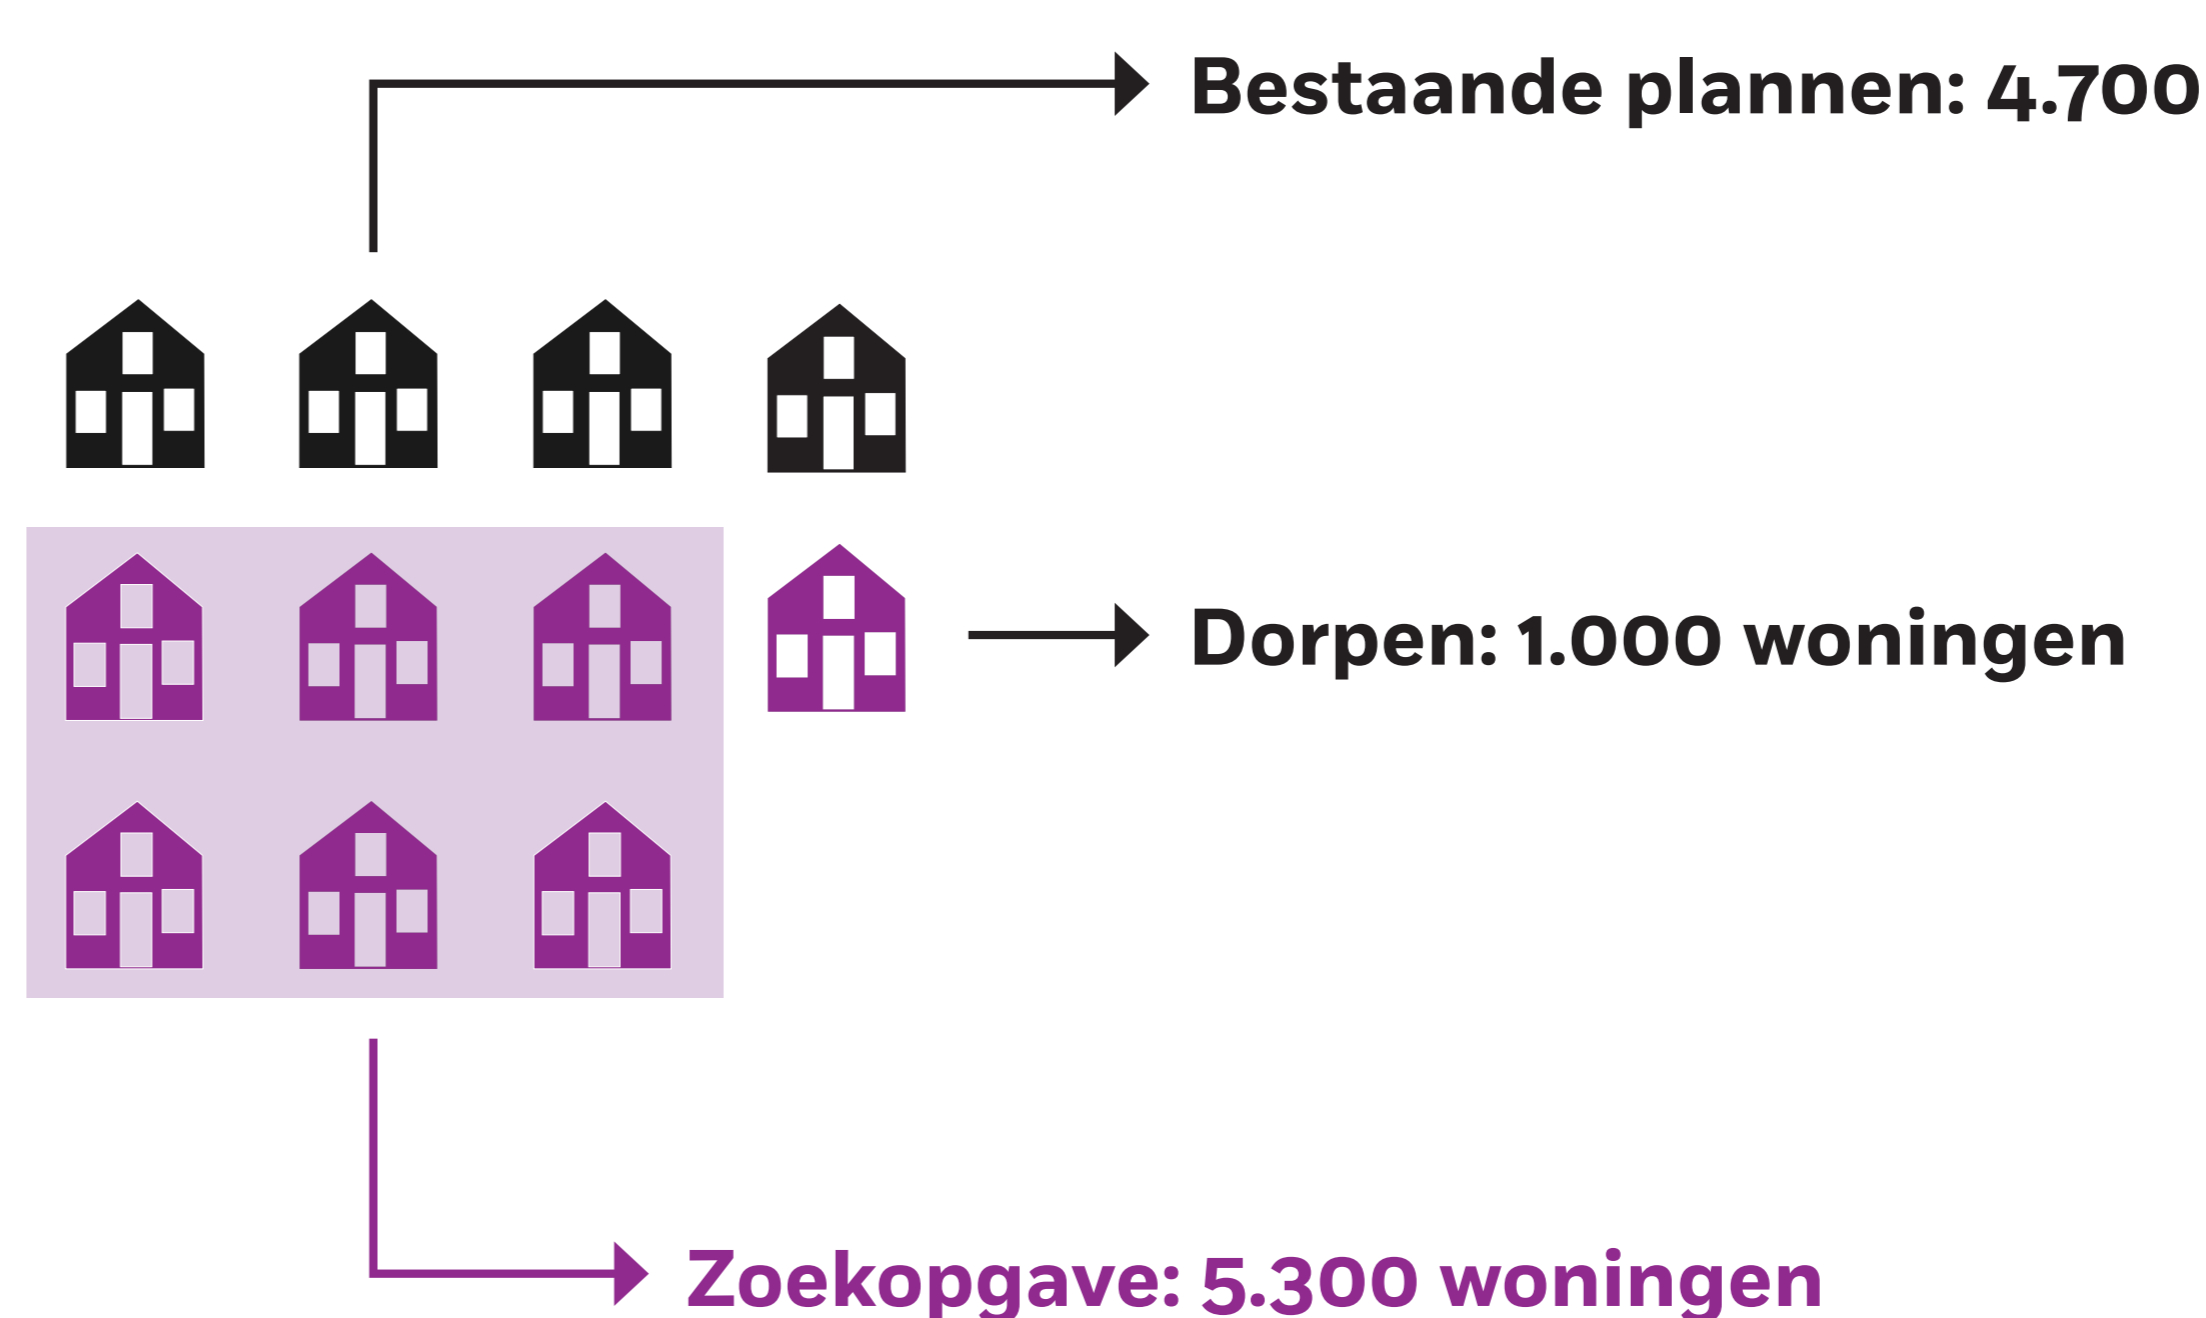 Bestaande plannen: 4.700
Dorpen: 1.000 woningen
Zoekopgave: 5.300 woningen